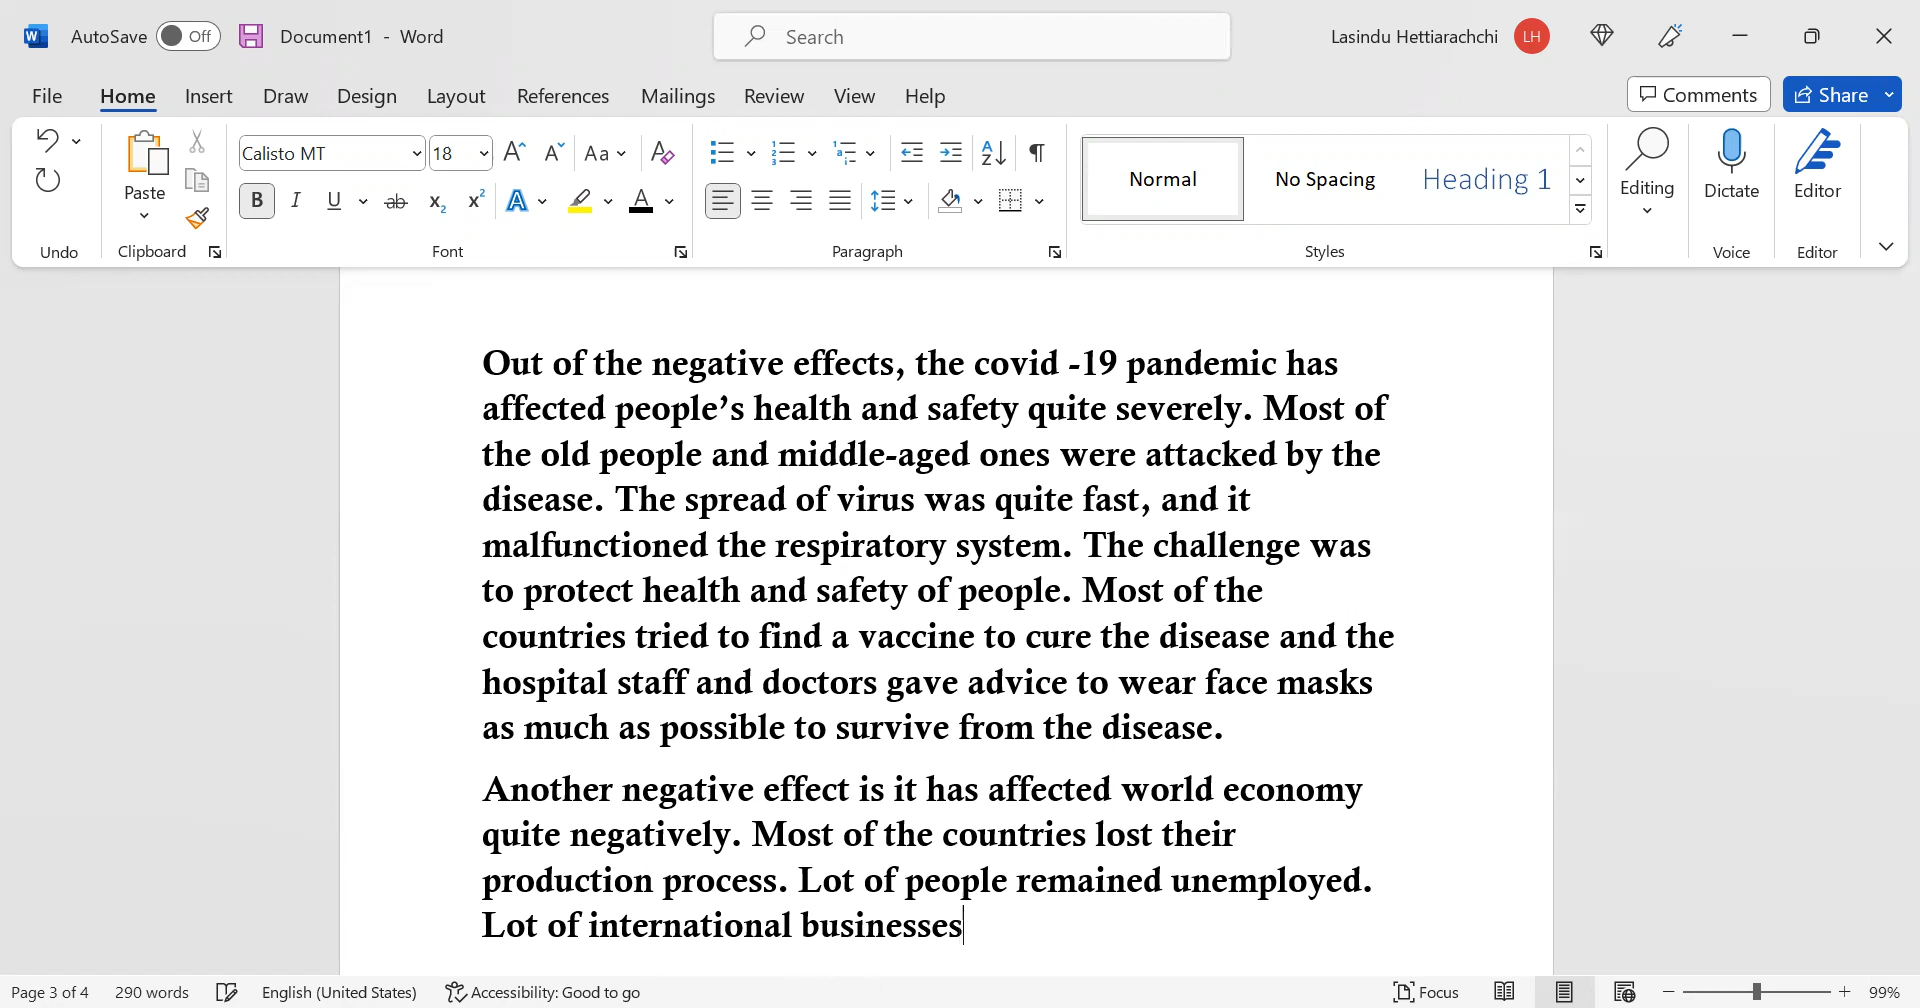 AutoSave Off Document1 - Word Search Lasindu Hettiarachchi LH
File Home Insert Draw Design Layout References Mailings Review View Help Comments Share
Calisto MT 18 Aa
Paste Normal No Spacing Heading 1 Editing Dictate Editor
B I U ab x₂ x² A A
Undo Clipboard Font Paragraph Styles Voice Editor
Out of the negative effects, the covid -19 pandemic has
affected people’s health and safety quite severely. Most of
the old people and middle-aged ones were attacked by the
disease. The spread of virus was quite fast, and it
malfunctioned the respiratory system. The challenge was
to protect health and safety of people. Most of the
countries tried to find a vaccine to cure the disease and the
hospital staff and doctors gave advice to wear face masks
as much as possible to survive from the disease.
Another negative effect is it has affected world economy
quite negatively. Most of the countries lost their
production process. Lot of people remained unemployed.
Lot of international businesses
Page 3 of 4 290 words English (United States) Accessibility: Good to go Focus 99%